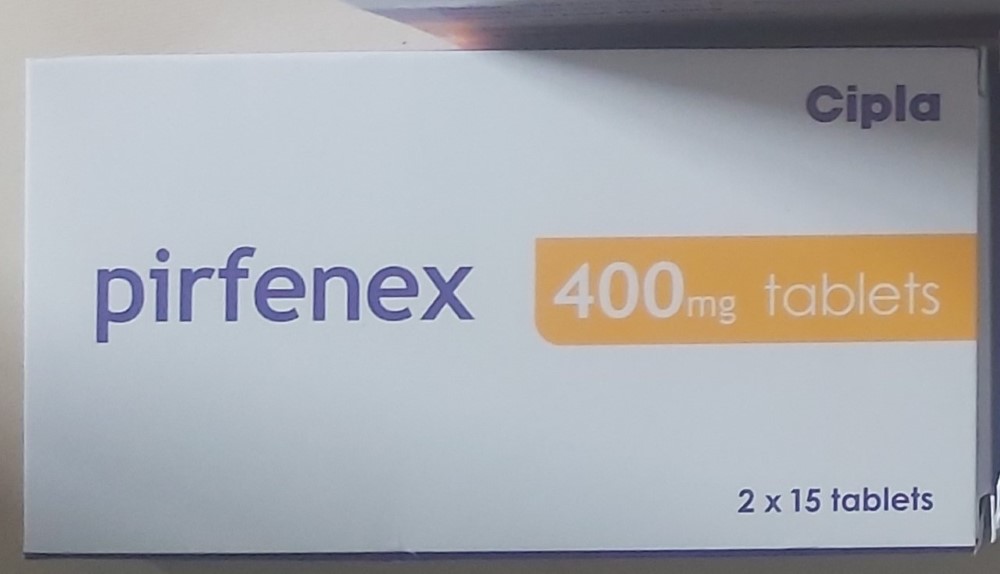 Cipla
pirfenex 400mg tablets
2 x 15 tablets